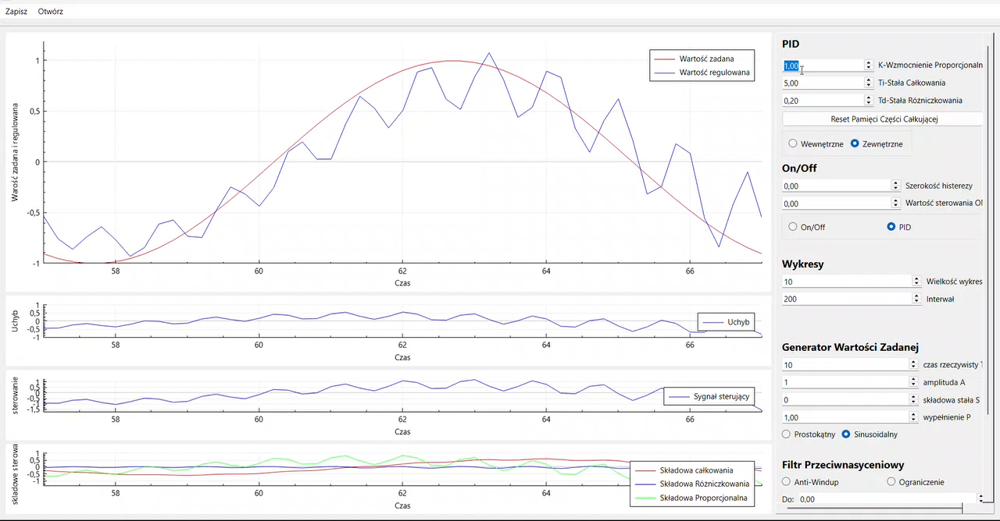 Zapisz Otwórz
Wartość zadana
Wartość regulowana
Warość zadana i regulowana
1
0,5
0
-0,5
-1
58 60 62 64 66
Czas
Uchyb
1
0,5
0
-0,5
-1
Uchyb
58 60 62 64 66
Czas
sterowanie
1
0,5
0
-0,5
-1
-1,5
Sygnał sterujący
58 60 62 64 66
Czas
składowe sterowa
1
0,5
0
-0,5
-1
Składowa całkowania
Składowa Różniczkowania
Składowa Proporcjonalna
58 60 62 64 66
Czas
PID
1,00 K-Wzmocnienie Proporcjonaln
5,00 Ti-Stała Całkowania
0,20 Td-Stała Różniczkowania
Reset Pamięci Części Całkującej
Wewnętrzne Zewnętrzne
On/Off
0,00 Szerokość histerezy
0,00 Wartość sterowania Ol
On/Off PID
Wykresy
10 Wielkość wykres
200 Interwał
Generator Wartości Zadanej
10 czas rzeczywisty T
1 amplituda A
0 składowa stała S
1,00 wypełnienie P
Prostokątny Sinusoidalny
Filtr Przeciwnasyceniowy
Anti-Windup Ograniczenie
Do: 0,00